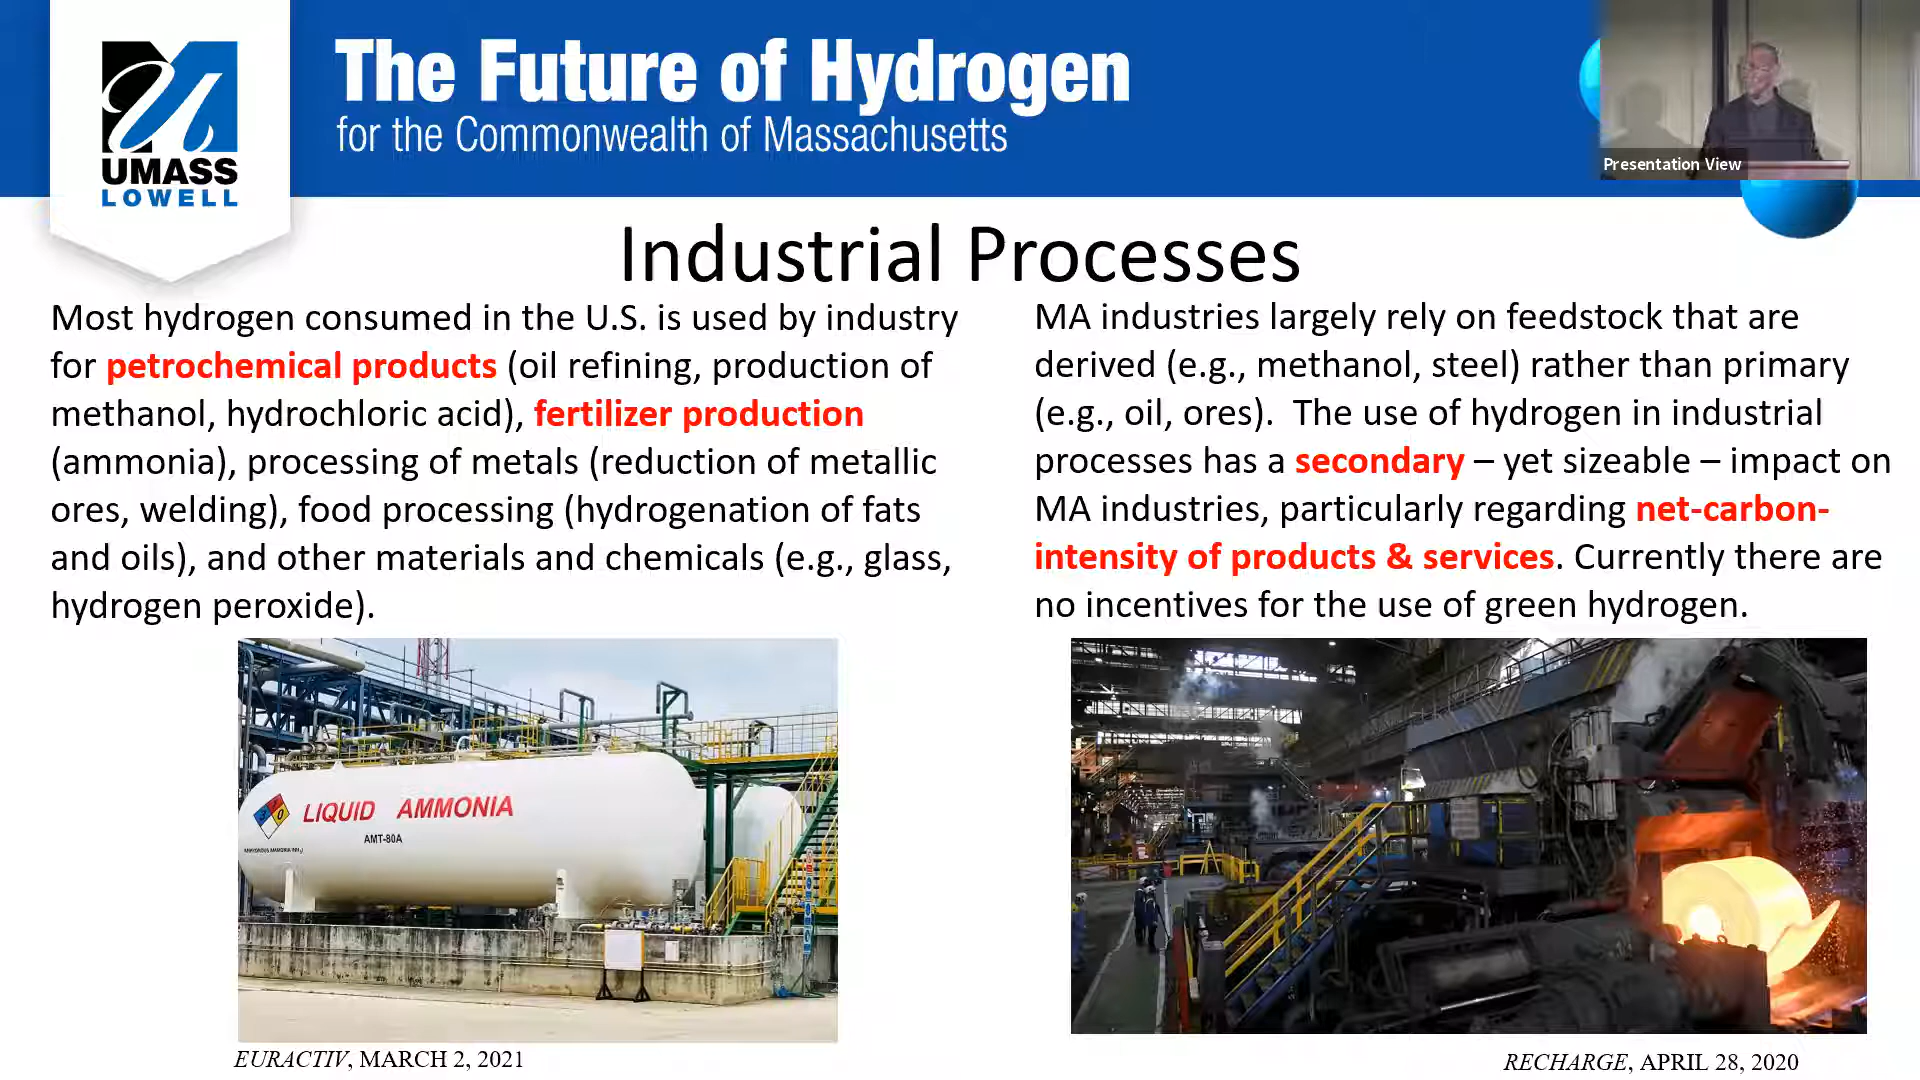 UMASS
LOWELL
The Future of Hydrogen
for the Commonwealth of Massachusetts
Presentation View
Industrial Processes
Most hydrogen consumed in the U.S. is used by industry
for petrochemical products (oil refining, production of
methanol, hydrochloric acid), fertilizer production
(ammonia), processing of metals (reduction of metallic
ores, welding), food processing (hydrogenation of fats
and oils), and other materials and chemicals (e.g., glass,
hydrogen peroxide).
MA industries largely rely on feedstock that are
derived (e.g., methanol, steel) rather than primary
(e.g., oil, ores).  The use of hydrogen in industrial
processes has a secondary – yet sizeable – impact on
MA industries, particularly regarding net-carbon-
intensity of products & services. Currently there are
no incentives for the use of green hydrogen.
LIQUID AMMONIA
AMT-80A
EURACTIV, MARCH 2, 2021
RECHARGE, APRIL 28, 2020